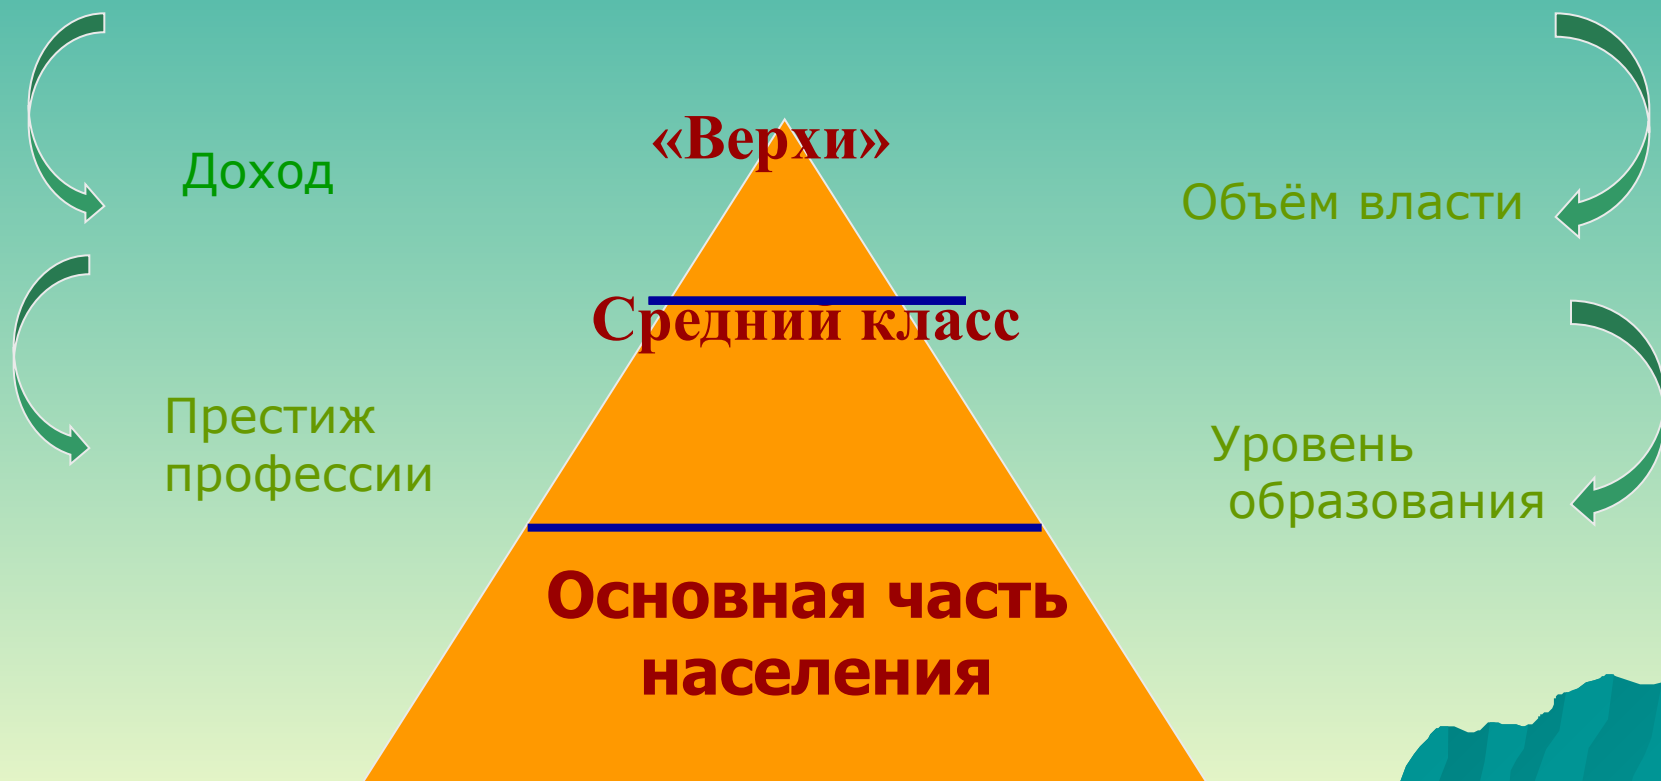 «Верхи»
Доход
Объём власти
Средний класс
Престиж
профессии
Уровень
образования
Основная часть
населения